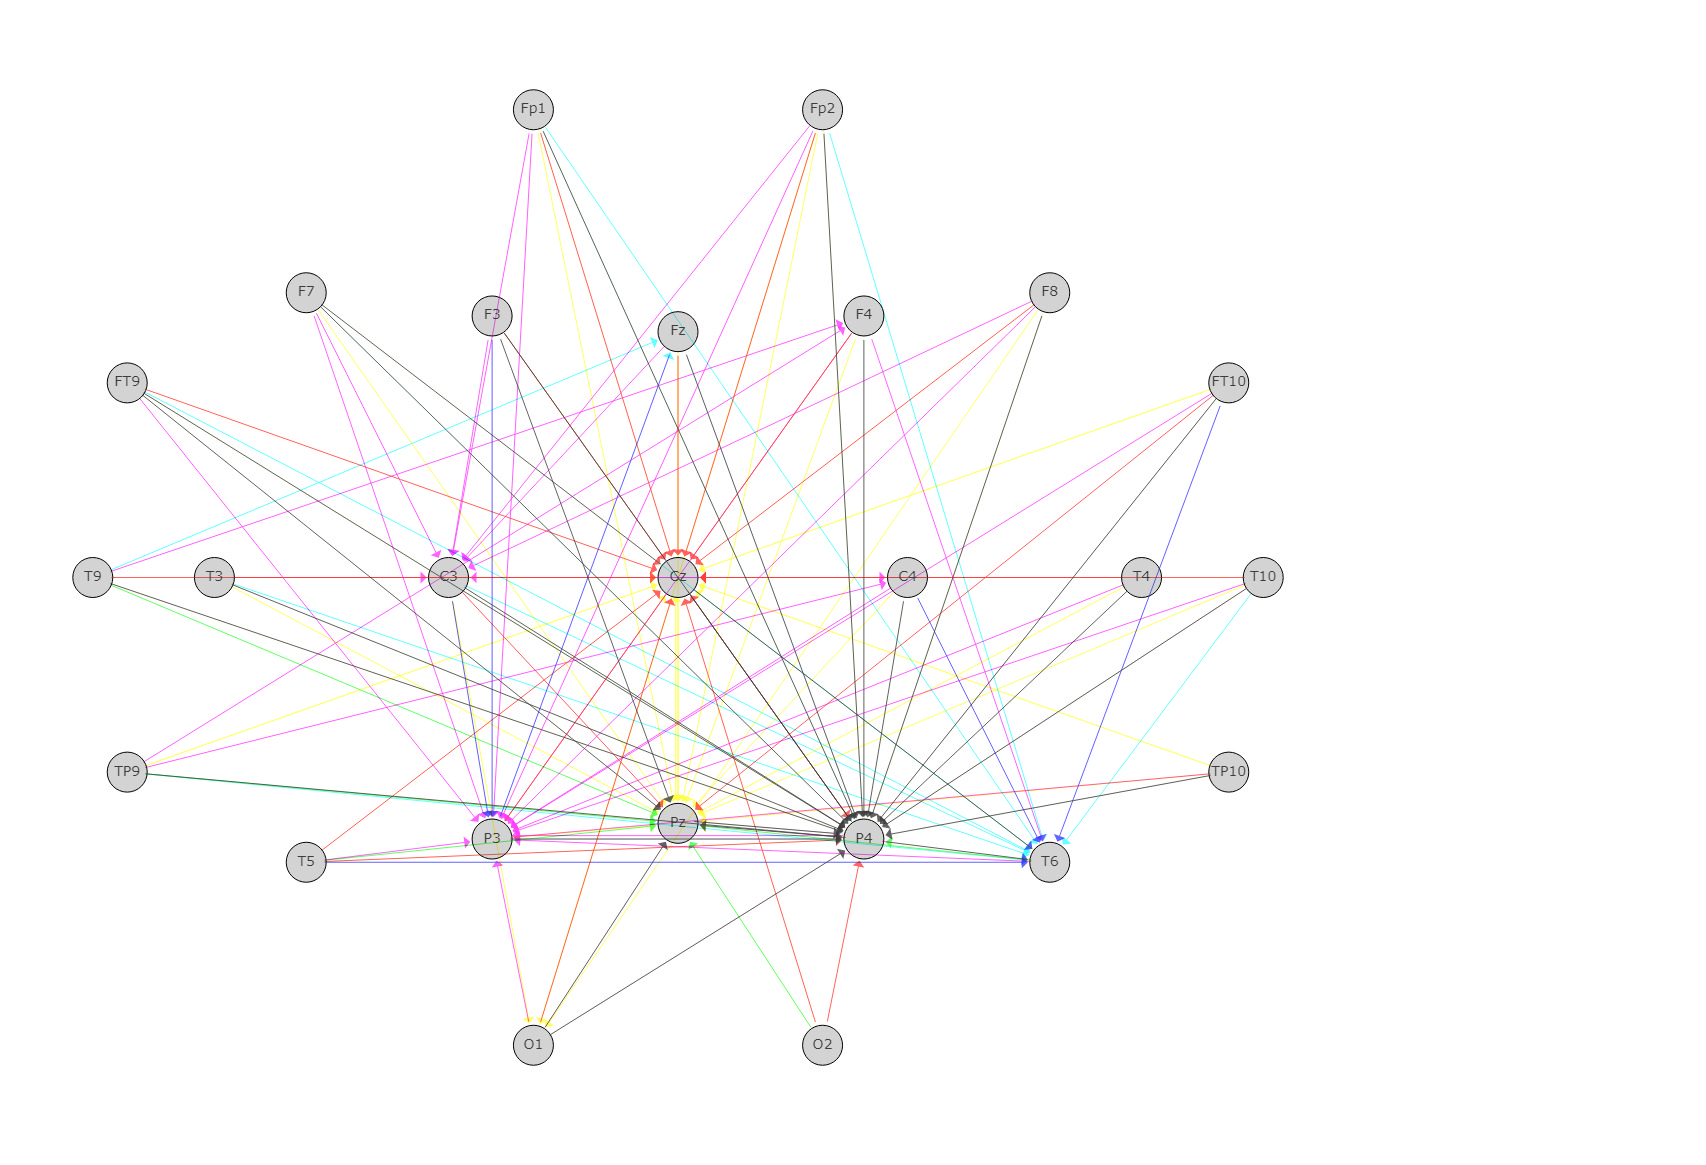 Fp1 Fp2
F7 F3 Fz F4 F8
FT9 FT10
T9 T3 C3 Cz C4 T4 T10
TP9 TP10
T5 P3 Pz P4 T6
O1 O2